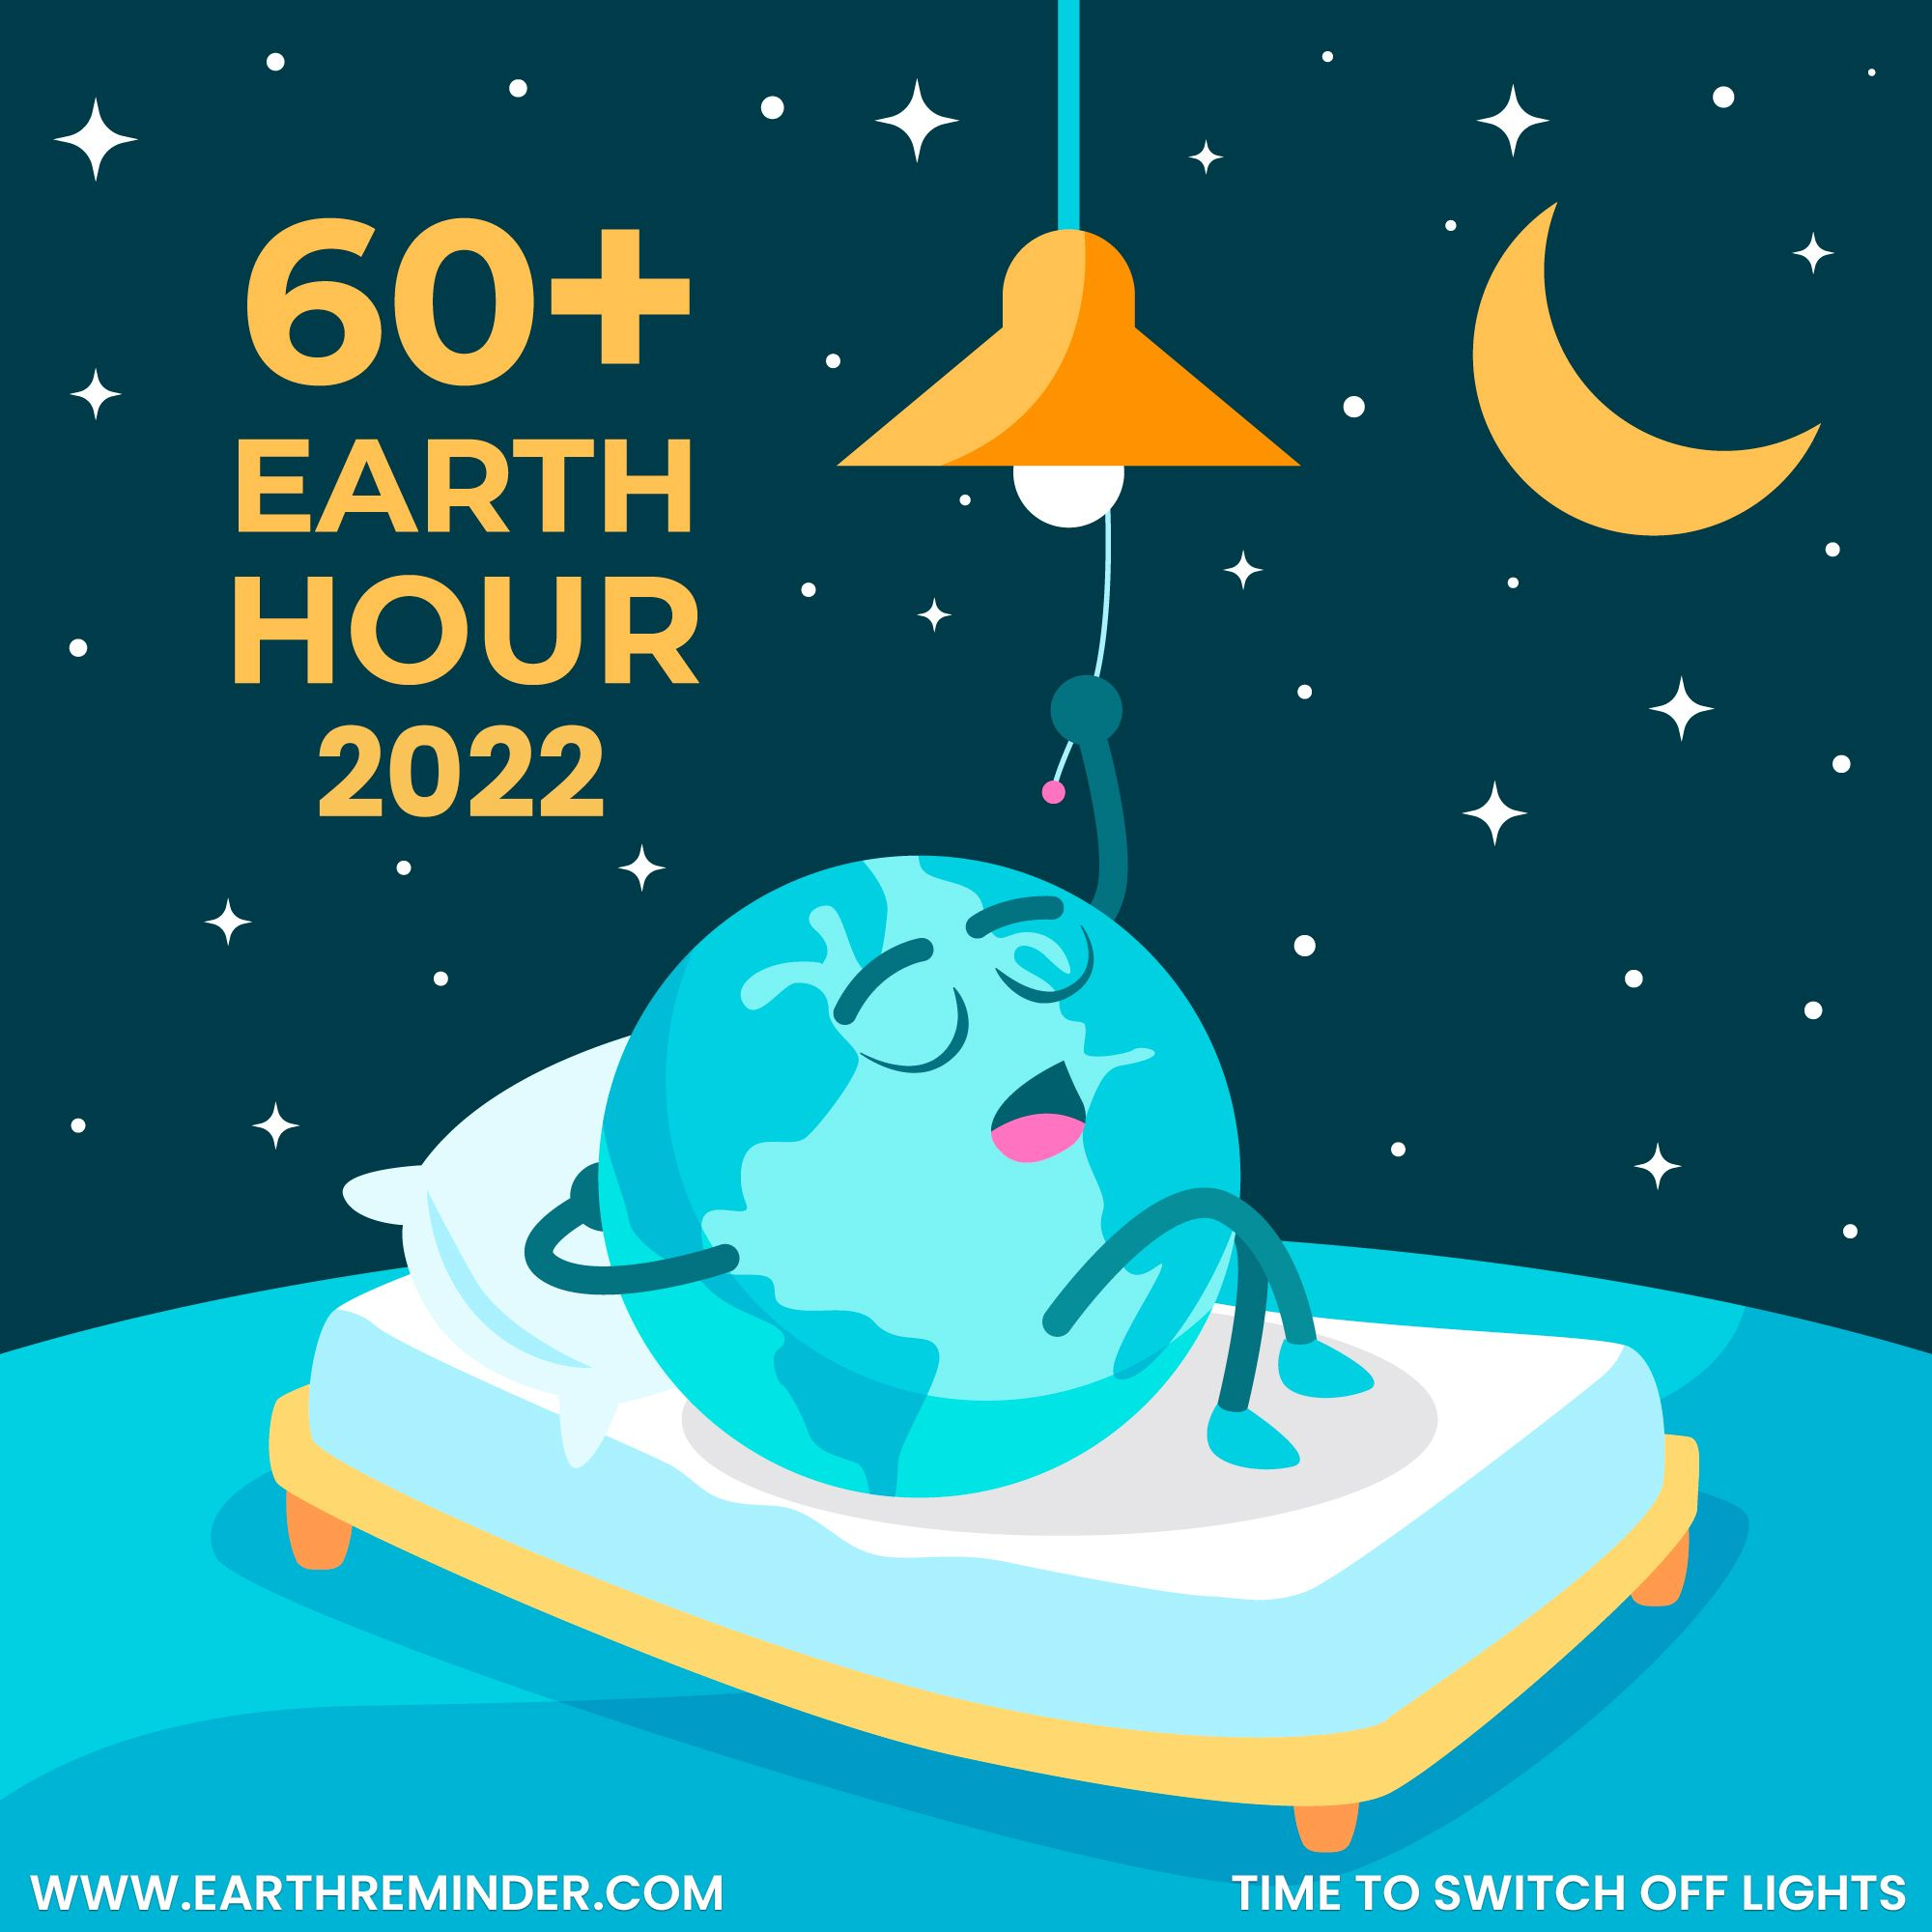 60+
EARTH
HOUR
2022
WWW.EARTHREMINDER.COM
TIME TO SWITCH OFF LIGHTS